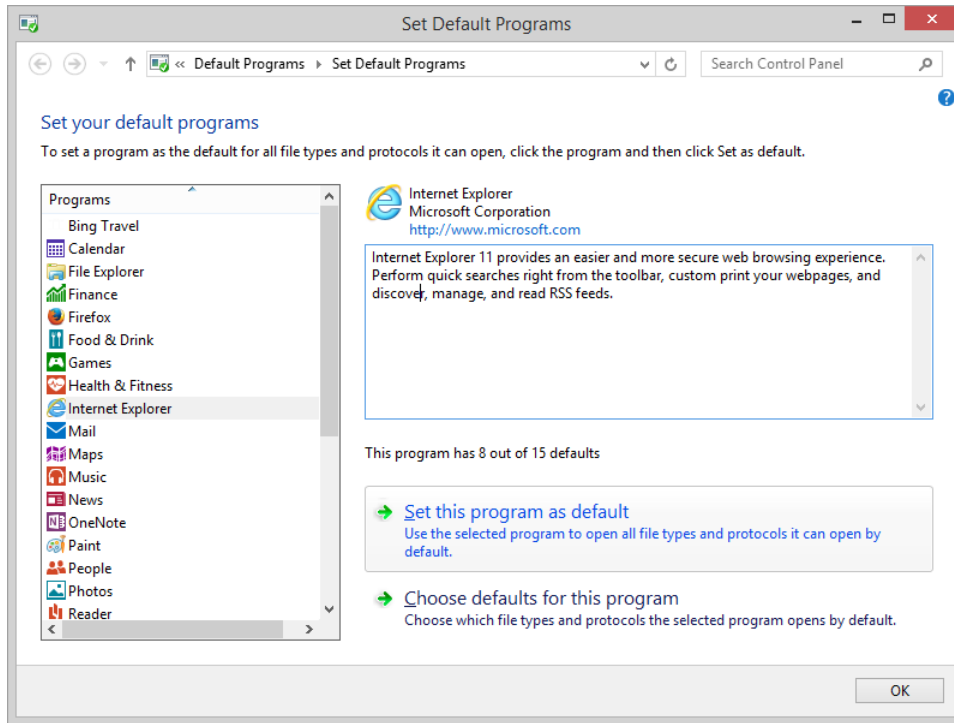 Set Default Programs
« Default Programs ▸ Set Default Programs
Search Control Panel
Set your default programs
To set a program as the default for all file types and protocols it can open, click the program and then click Set as default.
Programs
Bing Travel
Calendar
File Explorer
Finance
Firefox
Food & Drink
Games
Health & Fitness
Internet Explorer
Mail
Maps
Music
News
OneNote
Paint
People
Photos
Reader
Internet Explorer
Microsoft Corporation
http://www.microsoft.com
Internet Explorer 11 provides an easier and more secure web browsing experience.
Perform quick searches right from the toolbar, custom print your webpages, and
discover, manage, and read RSS feeds.
This program has 8 out of 15 defaults
Set this program as default
Use the selected program to open all file types and protocols it can open by
default.
Choose defaults for this program
Choose which file types and protocols the selected program opens by default.
OK